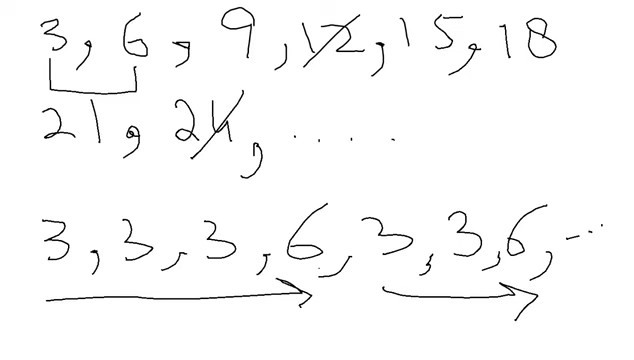 3, 6, 9, 12, 15, 18
21, 24, ....
3, 3, 3, 6, 3, 3, 6, ...